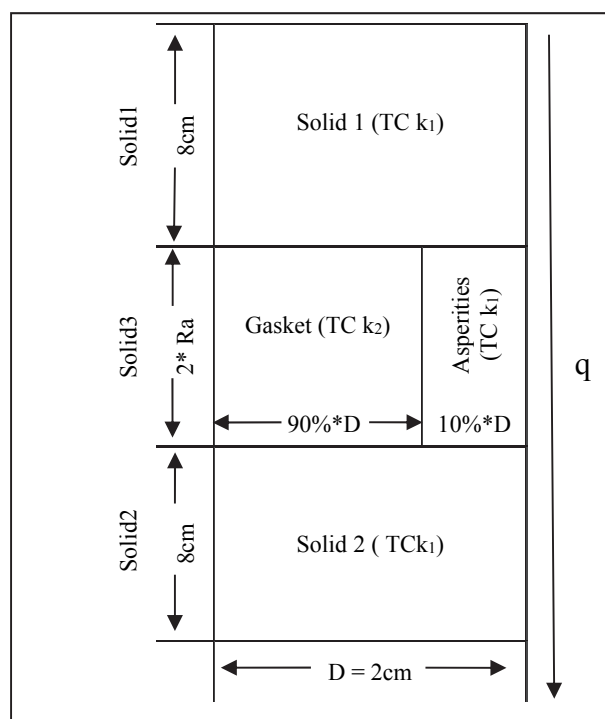 Solid1
8cm
Solid 1 (TC k₁)
Solid3
2* Ra
Gasket (TC k₂)
Asperities
(TC k₁)
90%*D
10%*D
q
Solid2
8cm
Solid 2 ( TCk₁)
D = 2cm